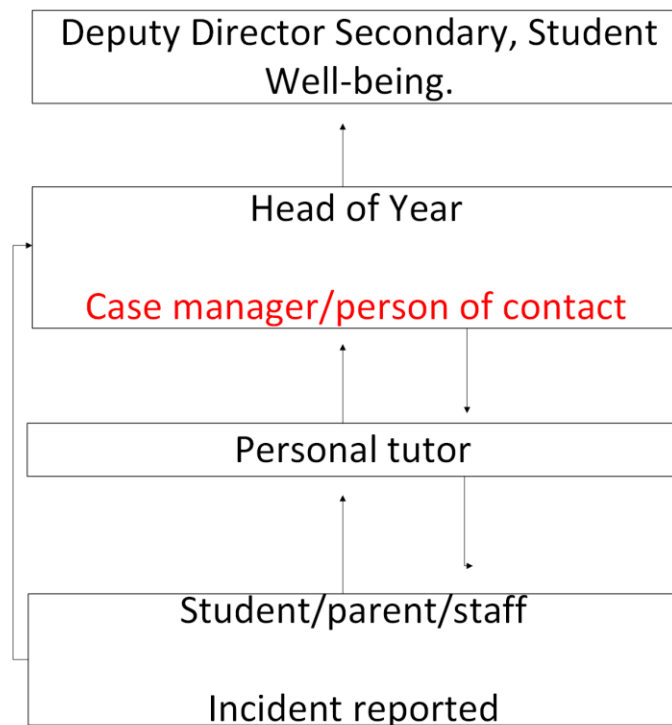 Deputy Director Secondary, Student
Well-being.
Head of Year
Case manager/person of contact
Personal tutor
Student/parent/staff
Incident reported